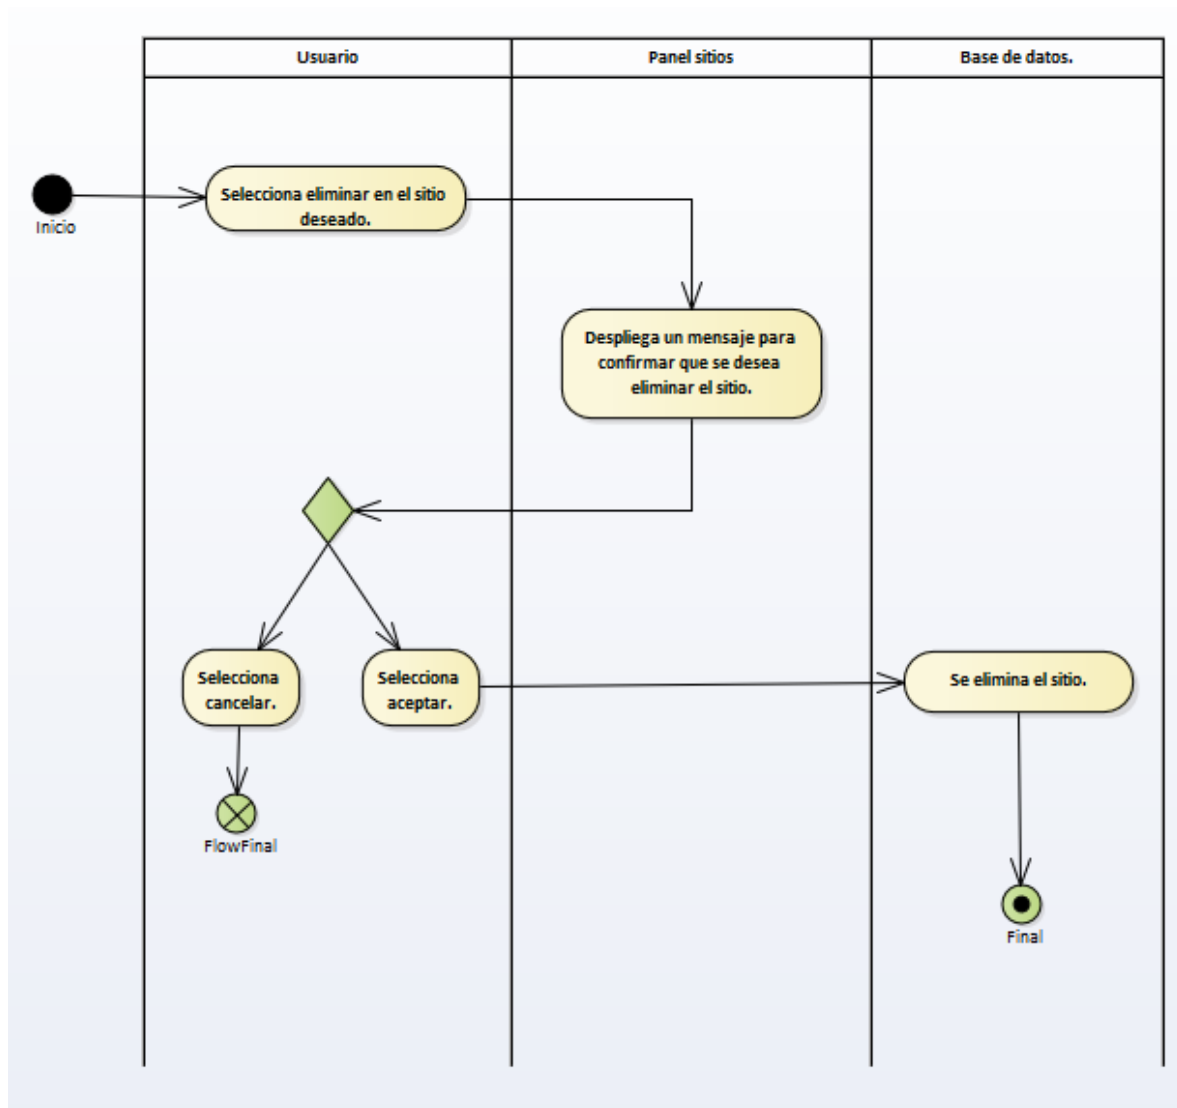 Usuario
Panel sitios
Base de datos.
Inicio
Selecciona eliminar en el sitio
deseado.
Despliega un mensaje para
confirmar que se desea
eliminar el sitio.
Selecciona
cancelar.
Selecciona
aceptar.
Se elimina el sitio.
FlowFinal
Final